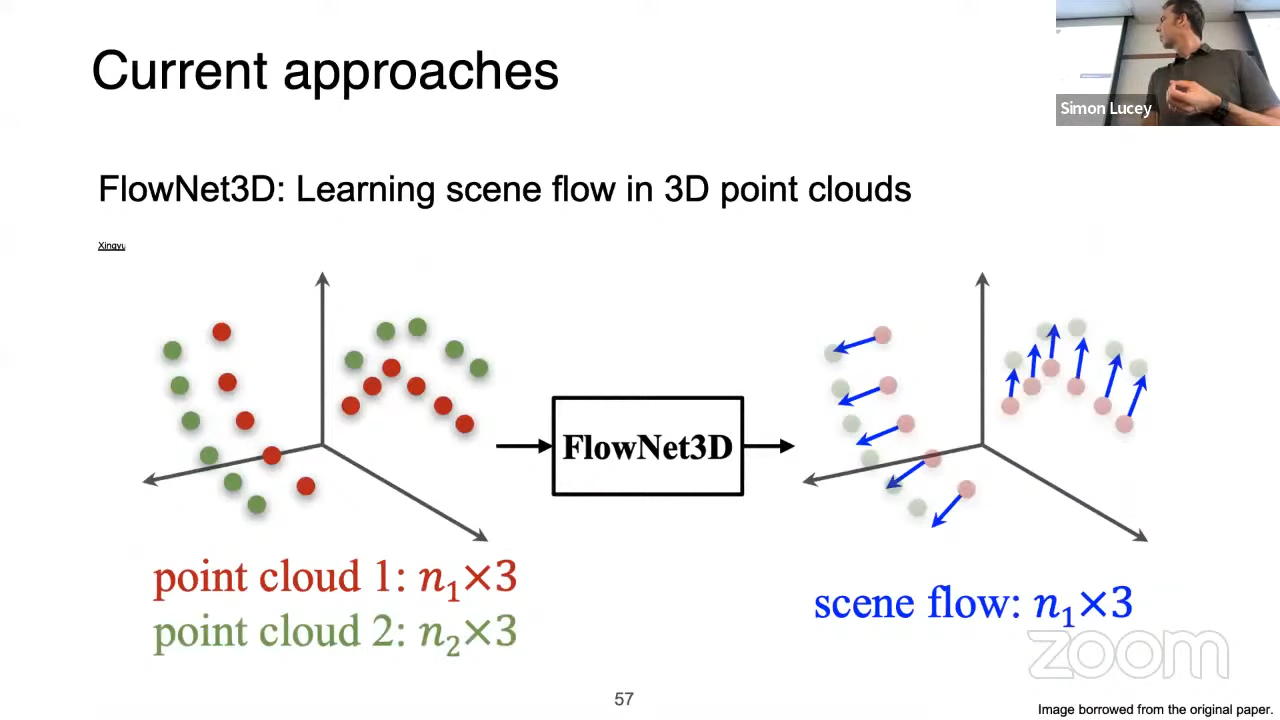 Current approaches
Simon Lucey
FlowNet3D: Learning scene flow in 3D point clouds
Xingyu
FlowNet3D
point cloud 1: n₁×3
point cloud 2: n₂×3
scene flow: n₁×3
zoom
57
Image borrowed from the original paper.